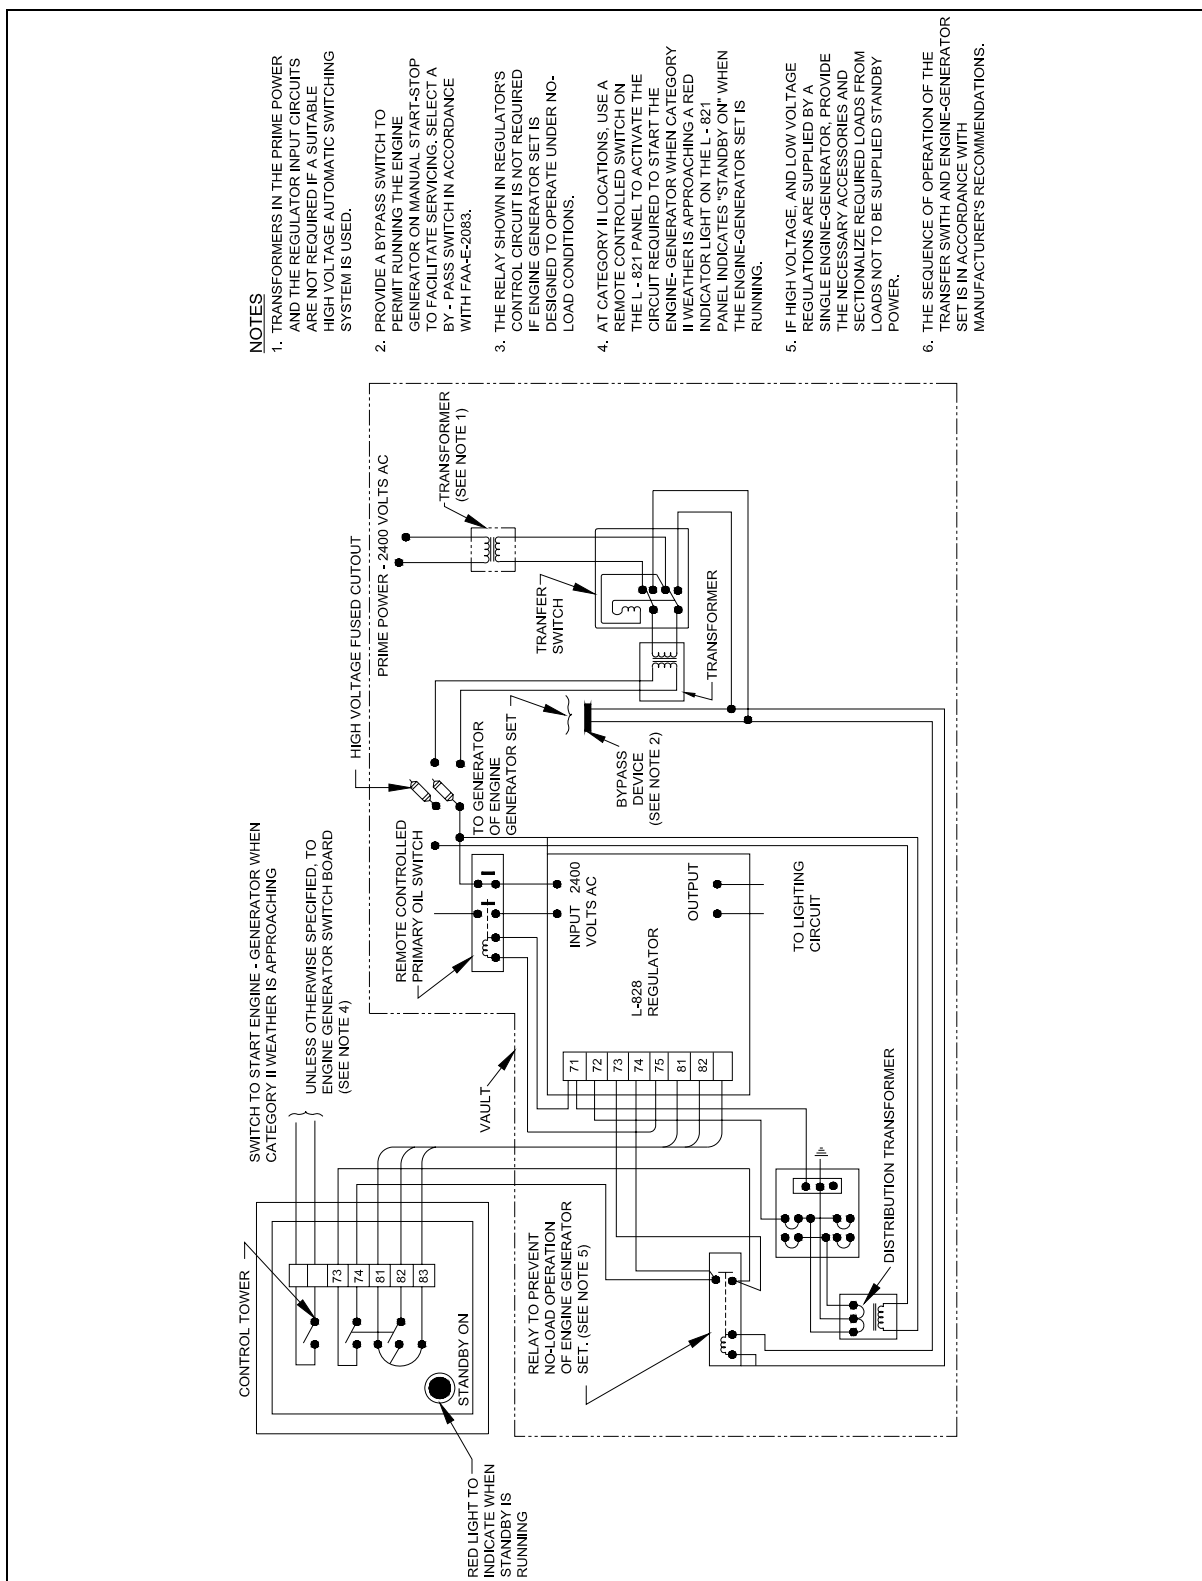 NOTES
1. TRANSFORMERS IN THE PRIME POWER
AND THE REGULATOR INPUT CIRCUITS
ARE NOT REQUIRED IF A SUITABLE
HIGH VOLTAGE AUTOMATIC SWITCHING
SYSTEM IS USED.
2. PROVIDE A BYPASS SWITCH TO
PERMIT RUNNING THE ENGINE
GENERATOR ON MANUAL START-STOP
TO FACILITATE SERVICING. SELECT A
BY - PASS SWITCH IN ACCORDANCE
WITH FAA-E-2083.
3. THE RELAY SHOWN IN REGULATOR'S
CONTROL CIRCUIT IS NOT REQUIRED
IF ENGINE GENERATOR SET IS
DESIGNED TO OPERATE UNDER NO-
LOAD CONDITIONS.
4. AT CATEGORY II LOCATIONS, USE A
REMOTE CONTROLLED SWITCH ON
THE L - 821 PANEL TO ACTIVATE THE
CIRCUIT REQUIRED TO START THE
ENGINE- GENERATOR WHEN CATEGORY
II WEATHER IS APPROACHING A RED
INDICATOR LIGHT ON THE L - 821
PANEL INDICATES "STANDBY ON" WHEN
THE ENGINE-GENERATOR SET IS
RUNNING.
5. IF HIGH VOLTAGE, AND LOW VOLTAGE
REGULATIONS ARE SUPPLIED BY A
SINGLE ENGINE-GENERATOR, PROVIDE
THE NECESSARY ACCESSORIES AND
SECTIONALIZE REQUIRED LOADS FROM
LOADS NOT TO BE SUPPLIED STANDBY
POWER.
6. THE SEQUENCE OF OPERATION OF THE
TRANSFER SWITH AND ENGINE-GENERATOR
SET IS IN ACCORDANCE WITH
MANUFACTURER'S RECOMMENDATIONS.
HIGH VOLTAGE FUSED CUTOUT
PRIME POWER - 2400 VOLTS AC
TRANSFORMER
(SEE NOTE 1)
TRANFER
SWITCH
TRANSFORMER
TO GENERATOR
OF ENGINE
GENERATOR SET
BYPASS
DEVICE
(SEE NOTE 2)
REMOTE CONTROLLED
PRIMARY OIL SWITCH
INPUT 2400
VOLTS AC
OUTPUT
TO LIGHTING
CIRCUIT
L-828
REGULATOR
71
72
73
74
75
81
82
VAULT
SWITCH TO START ENGINE - GENERATOR WHEN
CATEGORY II WEATHER IS APPROACHING
UNLESS OTHERWISE SPECIFIED, TO
ENGINE GENERATOR SWITCH BOARD
(SEE NOTE 4)
CONTROL TOWER
73
74
81
82
83
STANDBY ON
RED LIGHT TO
INDICATE WHEN
STANDBY IS
RUNNING
RELAY TO PREVENT
NO-LOAD OPERATION
OF ENGINE GENERATOR
SET. (SEE NOTE 5)
DISTRIBUTION TRANSFORMER